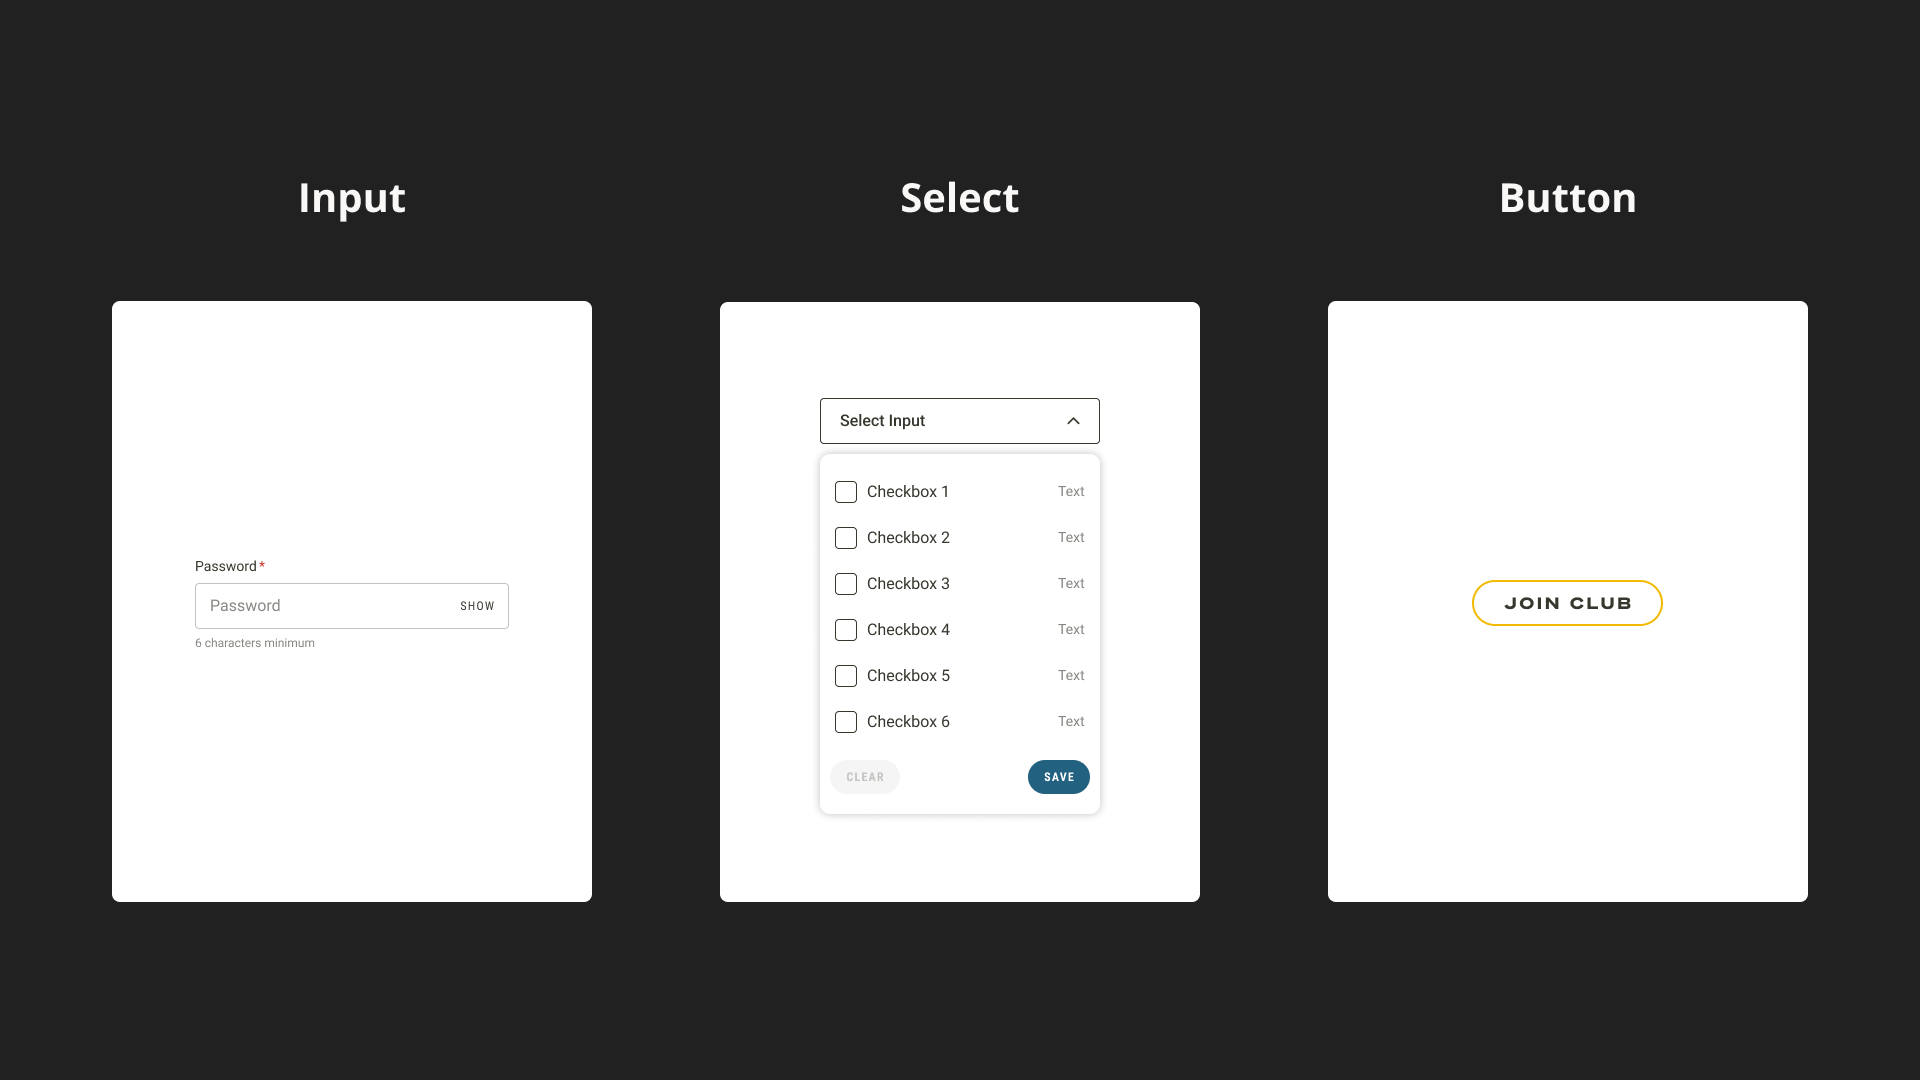 Input
Select
Button
Password*
Password SHOW
6 characters minimum
Select Input
Checkbox 1 Text
Checkbox 2 Text
Checkbox 3 Text
Checkbox 4 Text
Checkbox 5 Text
Checkbox 6 Text
CLEAR SAVE
JOIN CLUB